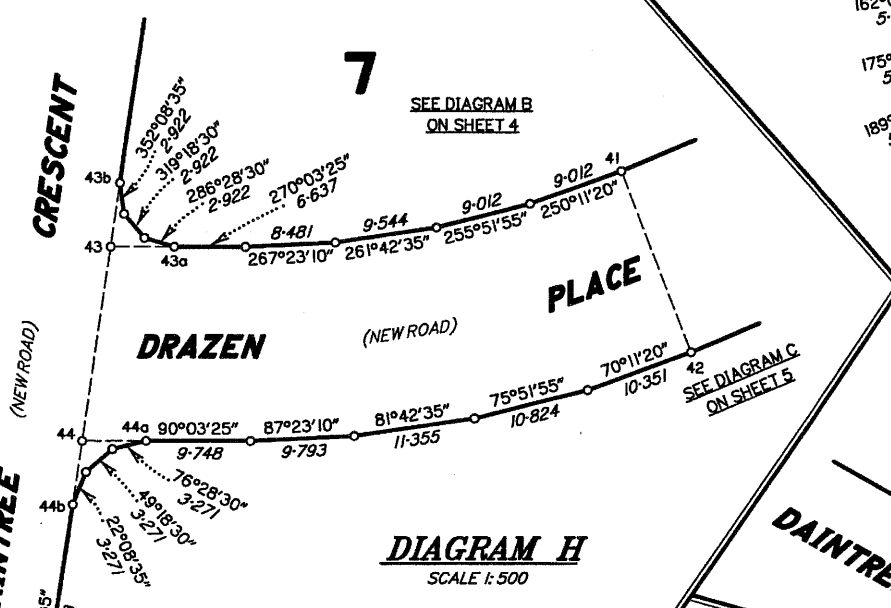 7
SEE DIAGRAM B
ON SHEET 4
CRESCENT
352°08'35"
2·922
319°18'30"
2·922
286°28'30"
2·922
270°03'25"
6·637
43b
43
43a
8·481
267°23'10"
9·544
261°42'35"
9·012
255°51'55"
9·012
250°11'20"
41
PLACE
DRAZEN
(NEW ROAD)
(NEW ROAD)
42
SEE DIAGRAM C
ON SHEET 5
44
44a
90°03'25"
9·748
87°23'10"
9·793
81°42'35"
11·355
75°51'55"
10·824
70°11'20"
10·351
76°28'30"
3·271
49°18'30"
3·271
22°08'35"
3·271
44b
DIAGRAM H
SCALE 1:500
175°
189°